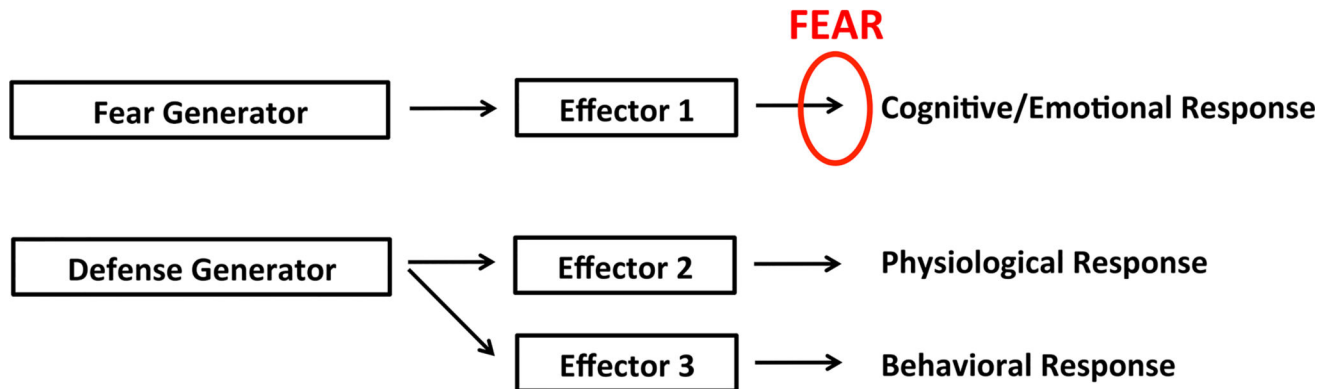 FEAR
Fear Generator
Effector 1
Cognitive/Emotional Response
Defense Generator
Effector 2
Physiological Response
Effector 3
Behavioral Response